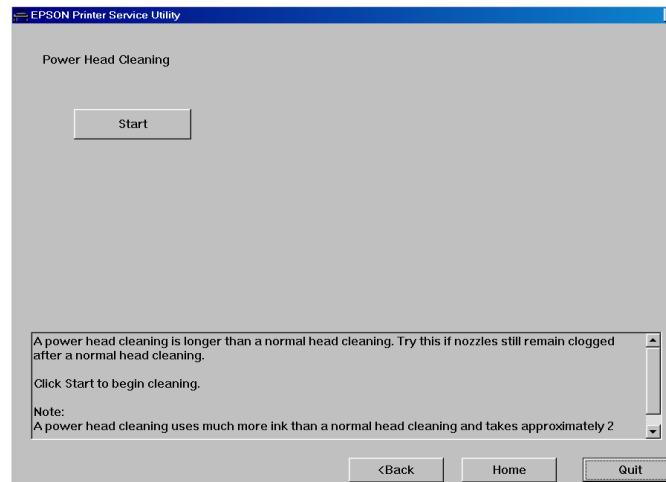 EPSON Printer Service Utility
Power Head Cleaning
Start
A power head cleaning is longer than a normal head cleaning. Try this if nozzles still remain clogged
after a normal head cleaning.
Click Start to begin cleaning.
Note:
A power head cleaning uses much more ink than a normal head cleaning and takes approximately 2
<Back
Home
Quit